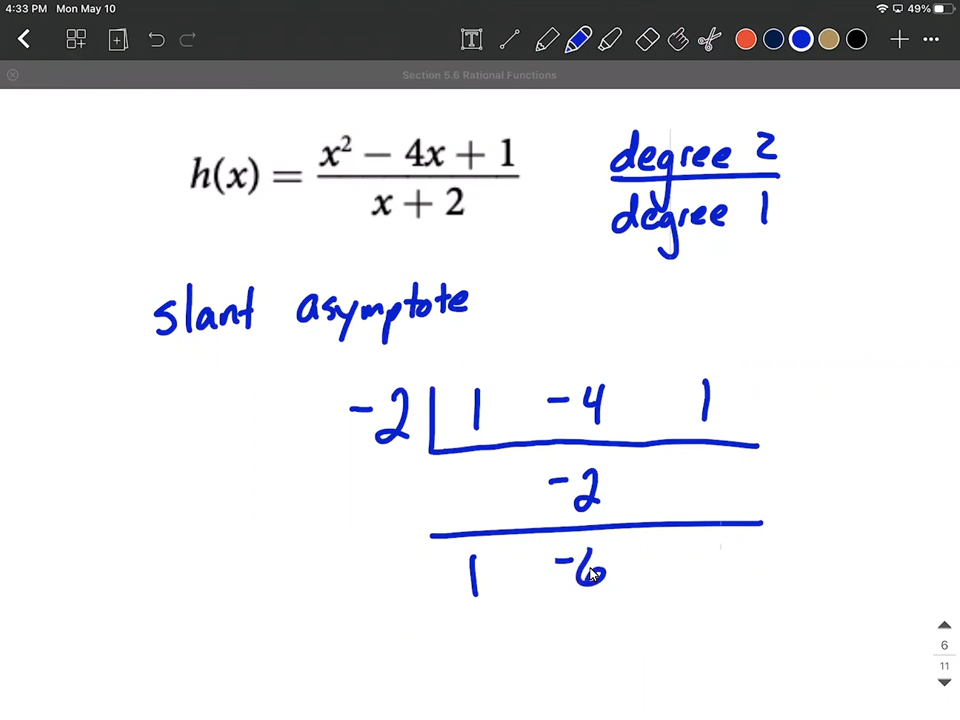 4:33 PM Mon May 10 49%
Section 5.6 Rational Functions
h(x) = (x² − 4x + 1)/(x + 2)
degree 2
degree 1
slant asymptote
-2 | 1 -4 1
-2
1 -6
6
11